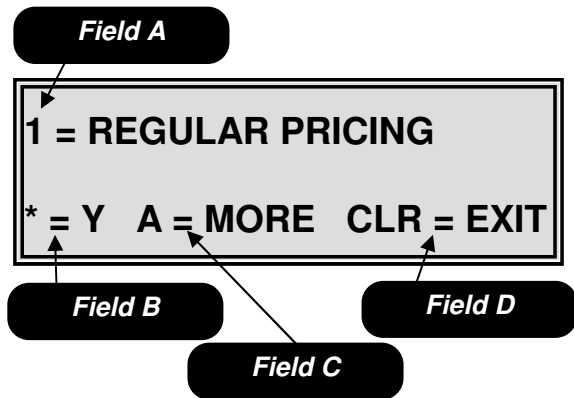 Field A
1 = REGULAR PRICING
* = Y A = MORE CLR = EXIT
Field B
Field D
Field C